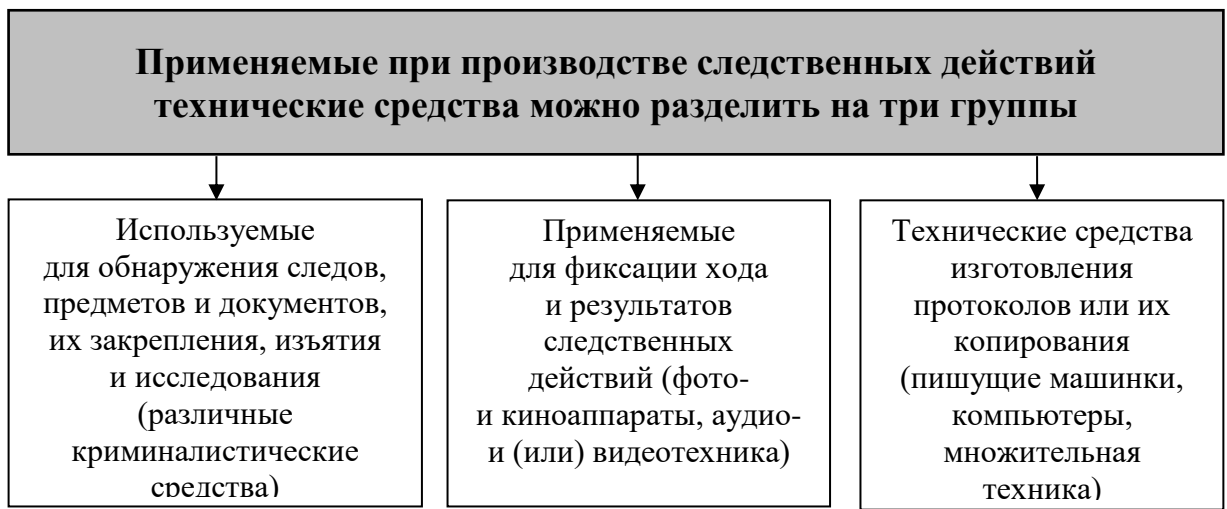 Применяемые при производстве следственных действий
технические средства можно разделить на три группы
Используемые
для обнаружения следов,
предметов и документов,
их закрепления, изъятия
и исследования
(различные
криминалистические
средства)
Применяемые
для фиксации хода
и результатов
следственных
действий (фото-
и киноаппараты, аудио-
и (или) видеотехника)
Технические средства
изготовления
протоколов или их
копирования
(пишущие машинки,
компьютеры,
множительная
техника)